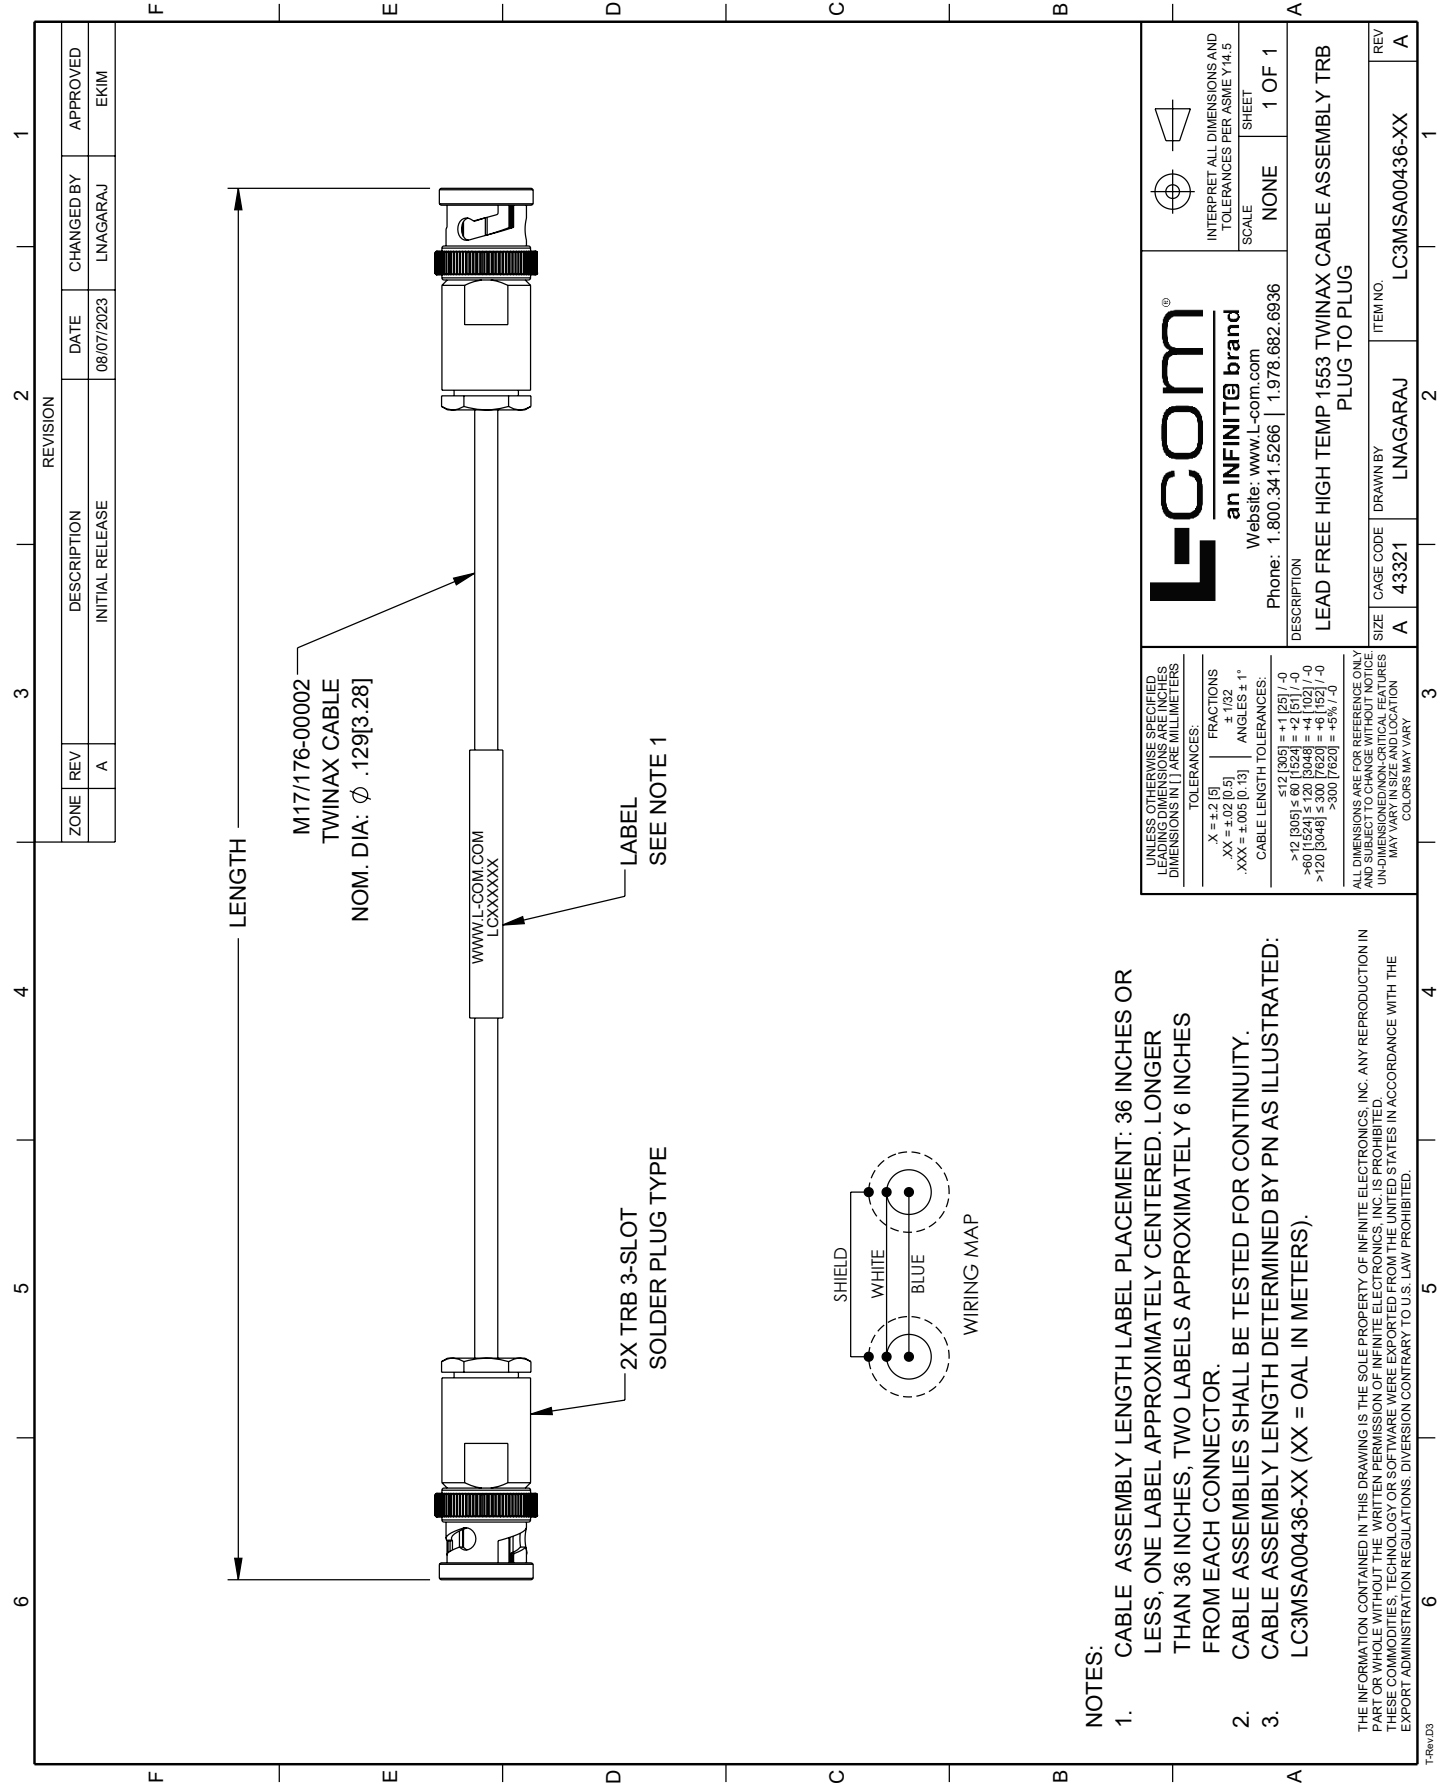 6
5
4
3
2
1
F
E
D
C
B
A
REVISION
ZONE REV DESCRIPTION DATE CHANGED BY APPROVED
A INITIAL RELEASE 08/07/2023 LNAGARAJ EKIM
LENGTH
M17/176-00002
TWINAX CABLE
NOM. DIA: ∅ .129[3.28]
WWW.L-COM.COM
LCXXXXXX
LABEL
SEE NOTE 1
2X TRB 3-SLOT
SOLDER PLUG TYPE
SHIELD
WHITE
BLUE
WIRING MAP
NOTES:
1. CABLE ASSEMBLY LENGTH LABEL PLACEMENT: 36 INCHES OR
LESS, ONE LABEL APPROXIMATELY CENTERED. LONGER
THAN 36 INCHES, TWO LABELS APPROXIMATELY 6 INCHES
FROM EACH CONNECTOR.
2. CABLE ASSEMBLIES SHALL BE TESTED FOR CONTINUITY.
3. CABLE ASSEMBLY LENGTH DETERMINED BY PN AS ILLUSTRATED:
LC3MSA00436-XX (XX = OAL IN METERS).
THE INFORMATION CONTAINED IN THIS DRAWING IS THE SOLE PROPERTY OF INFINITE ELECTRONICS, INC. ANY REPRODUCTION IN
PART OR WHOLE WITHOUT THE WRITTEN PERMISSION OF INFINITE ELECTRONICS, INC. IS PROHIBITED.
THESE COMMODITIES, TECHNOLOGY OR SOFTWARE WERE EXPORTED FROM THE UNITED STATES IN ACCORDANCE WITH THE
EXPORT ADMINISTRATION REGULATIONS. DIVERSION CONTRARY TO U.S. LAW PROHIBITED.
UNLESS OTHERWISE SPECIFIED
LEADING DIMENSIONS ARE INCHES
DIMENSIONS IN [ ] ARE MILLIMETERS
TOLERANCES:
.X = ±.2 [5] FRACTIONS
.XX = ±.02 [0.5] ± 1/32
.XXX = ±.005 [0.13] ANGLES ± 1°
CABLE LENGTH TOLERANCES:
≤12 [305] = +1 [25] / -0
>12 [305] ≤ 60 [1524] = +2 [51] / -0
>60 [1524] ≤ 120 [3048] = +4 [102] / -0
>120 [3048] ≤ 300 [7620] = +6 [152] / -0
>300 [7620] = +5% / -0
ALL DIMENSIONS ARE FOR REFERENCE ONLY
AND SUBJECT TO CHANGE WITHOUT NOTICE.
UN-DIMENSIONED/NON-CRITICAL FEATURES
MAY VARY IN SIZE AND LOCATION
COLORS MAY VARY
L-com®
an INFINIT∈ brand
Website: www.L-com.com
Phone: 1.800.341.5266 | 1.978.682.6936
INTERPRET ALL DIMENSIONS AND
TOLERANCES PER ASME Y14.5
SCALE SHEET
NONE 1 OF 1
DESCRIPTION
LEAD FREE HIGH TEMP 1553 TWINAX CABLE ASSEMBLY TRB
PLUG TO PLUG
SIZE CAGE CODE DRAWN BY ITEM NO. REV
A 43321 LNAGARAJ LC3MSA00436-XX A
F
E
D
C
B
A
6
5
4
3
2
1
T-Rev.D3